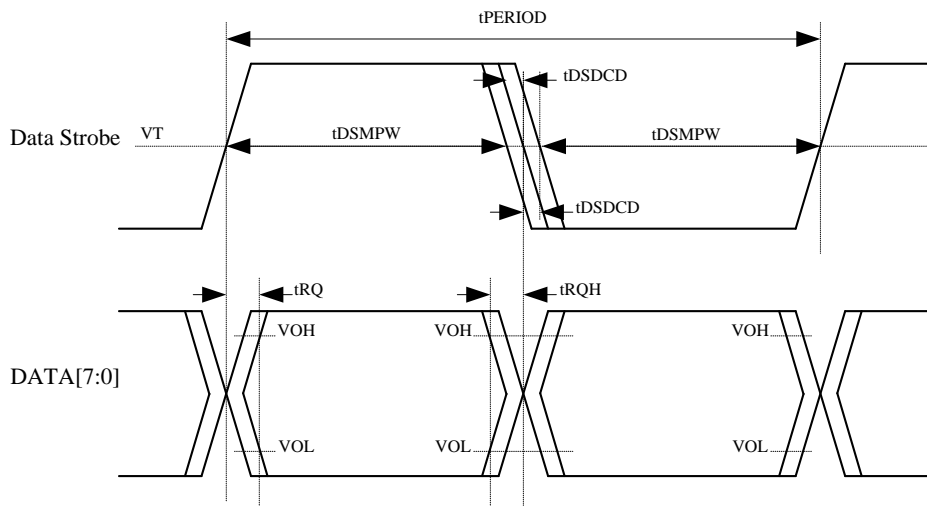 tPERIOD
tDSDCD
Data Strobe VT tDSMPW tDSMPW
tDSDCD
tRQ tRQH
VOH VOH VOH
DATA[7:0]
VOL VOL VOL